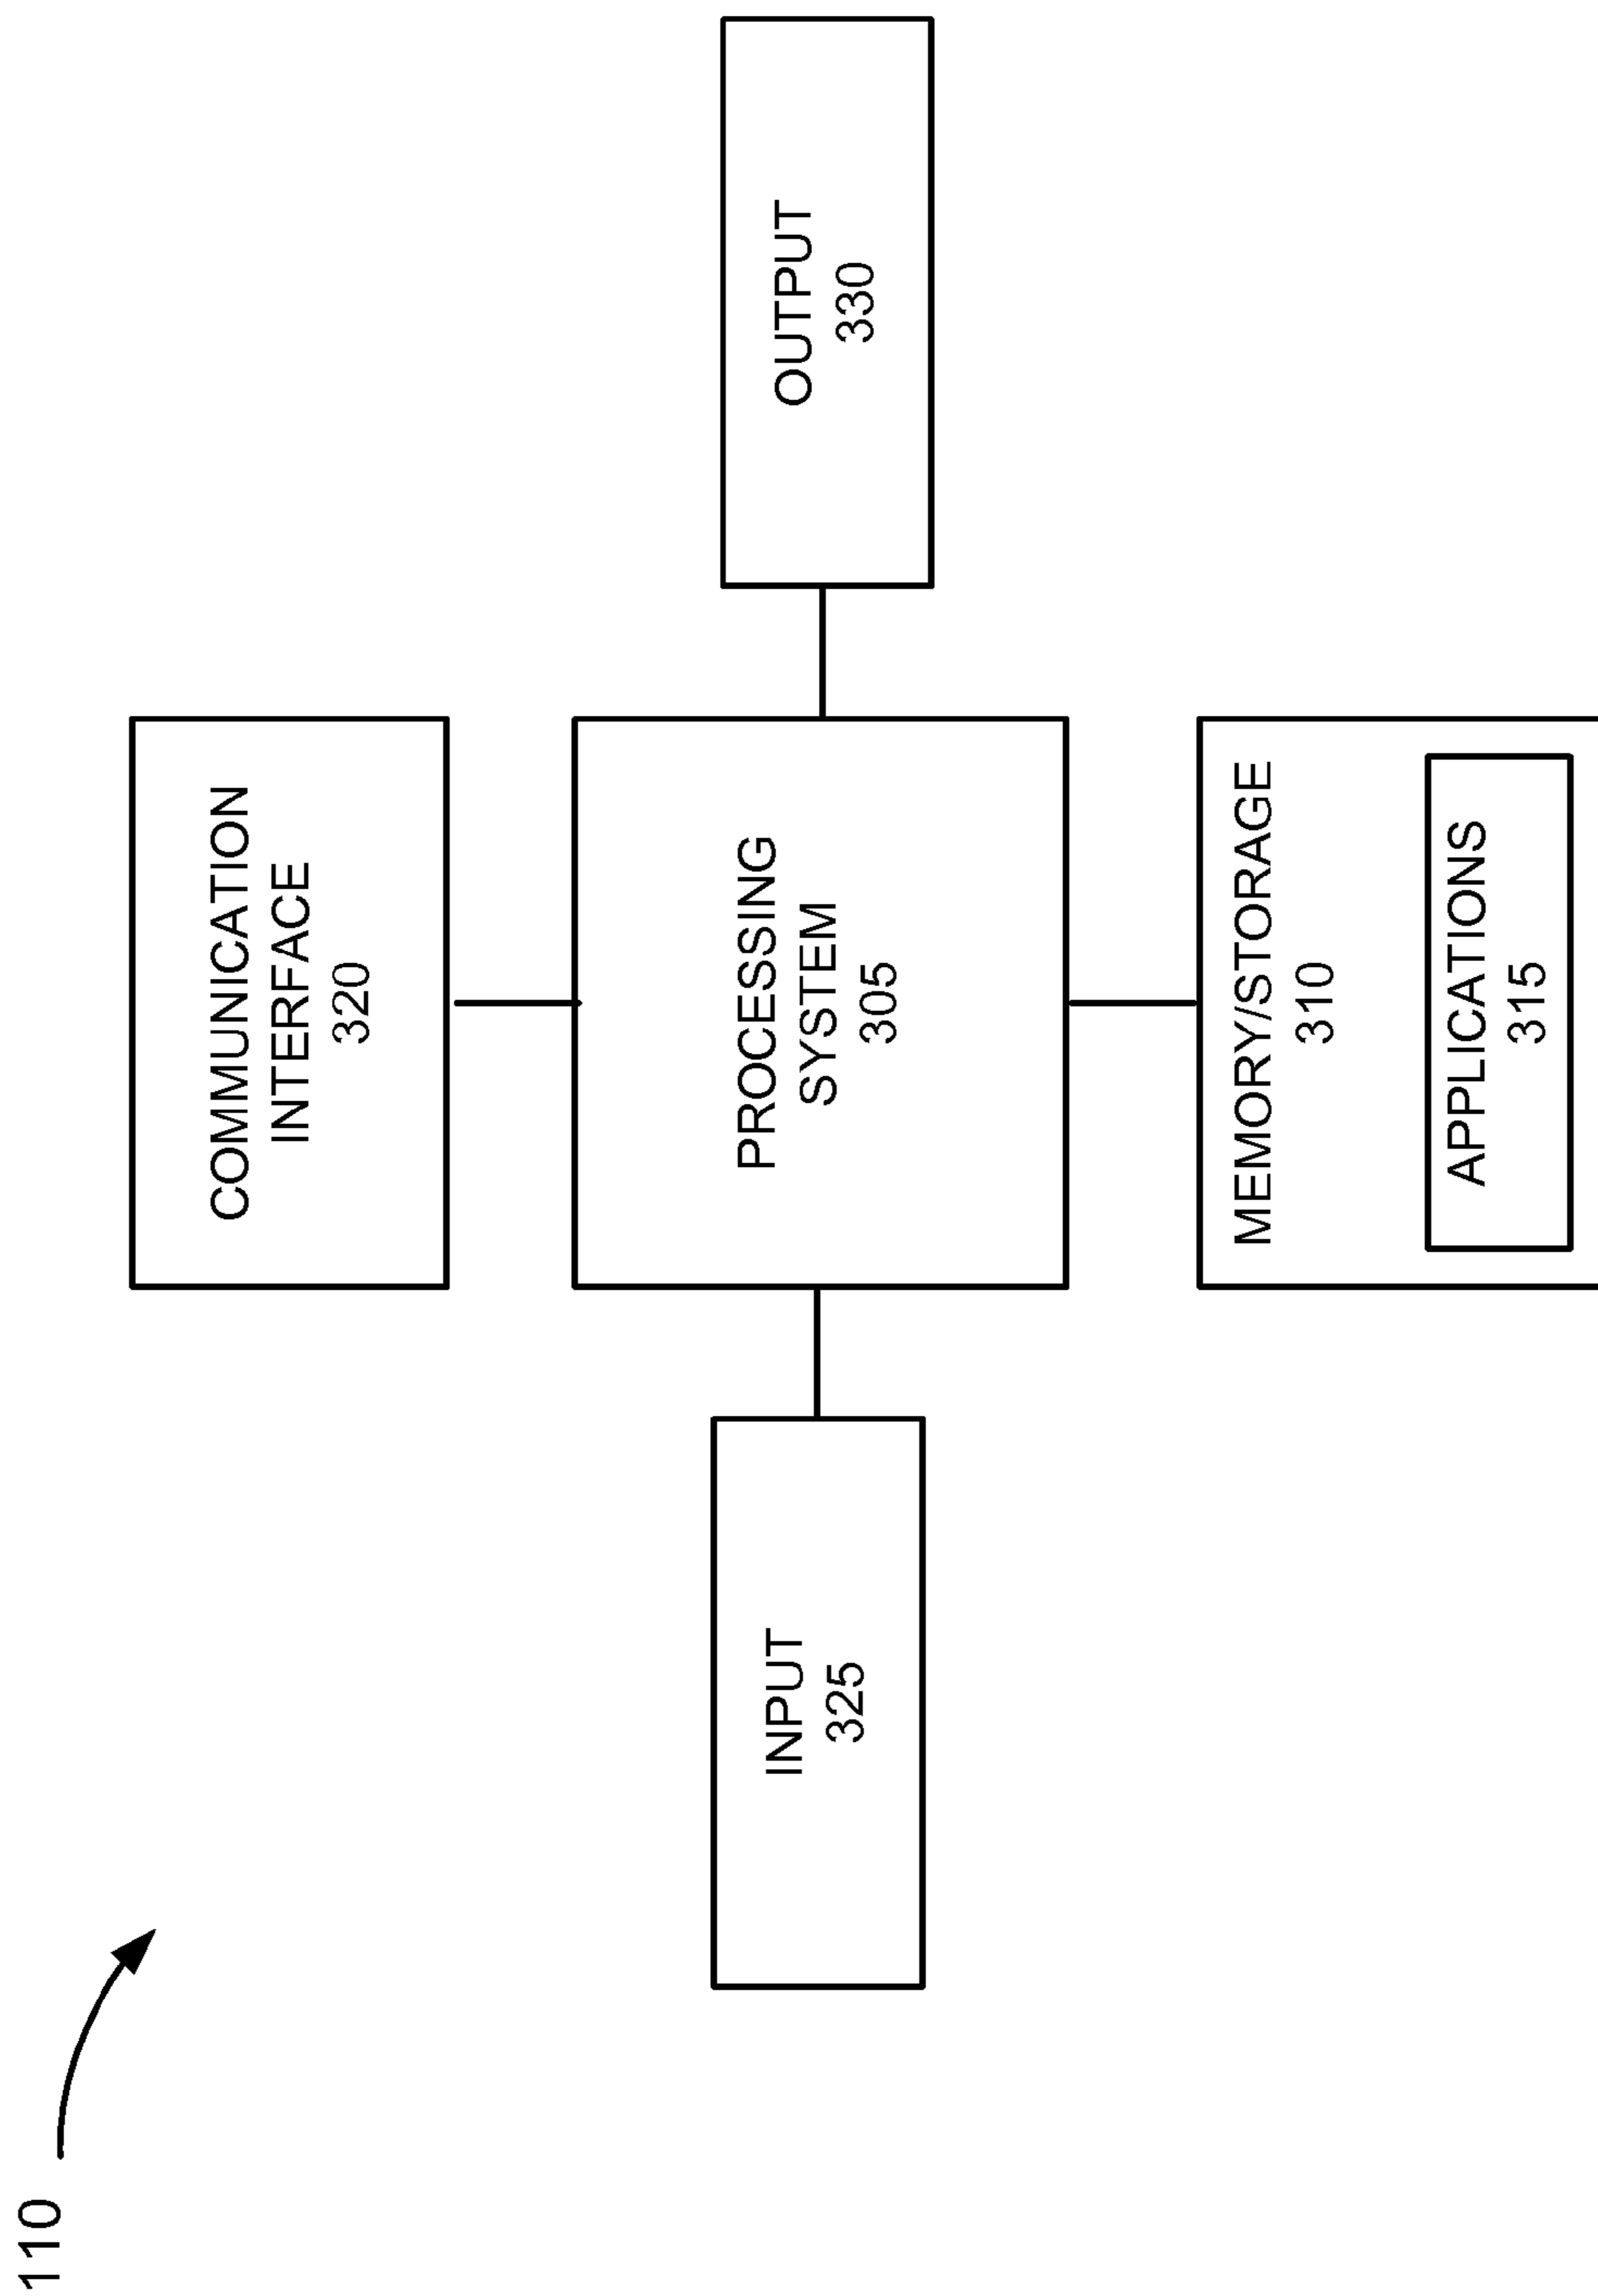 110
COMMUNICATION
INTERFACE
320
INPUT
325
PROCESSING
SYSTEM
305
OUTPUT
330
MEMORY/STORAGE
310
APPLICATIONS
315